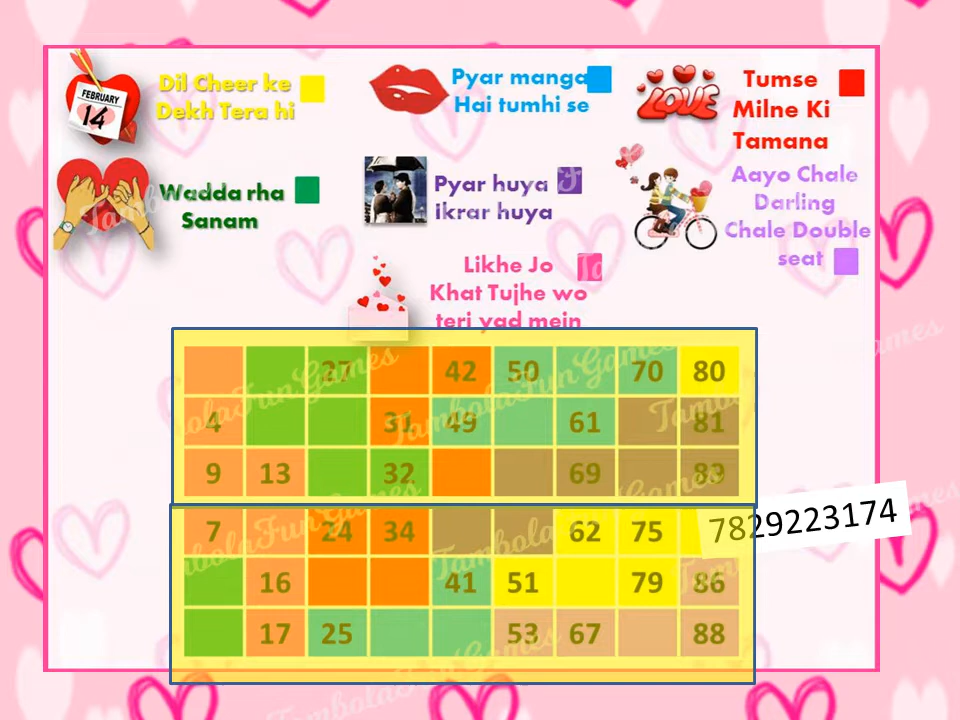 FEBRUARY
14
Dil Cheer ke
Dekh Tera hi
Pyar manga
Hai tumhi se
LOVE
Tumse
Milne Ki
Tamana
Wadda rha
Sanam
Pyar huya
ikrar huya
Aayo Chale
Darling
Chale Double
seat
Likhe Jo
Khat Tujhe wo
teri yad mein
27 42 50 70 80
4 31 49 61 81
9 13 32 69 89
7 24 34 62 75
7829223174
16 41 51 79 86
17 25 53 67 88
TambolaFunGames